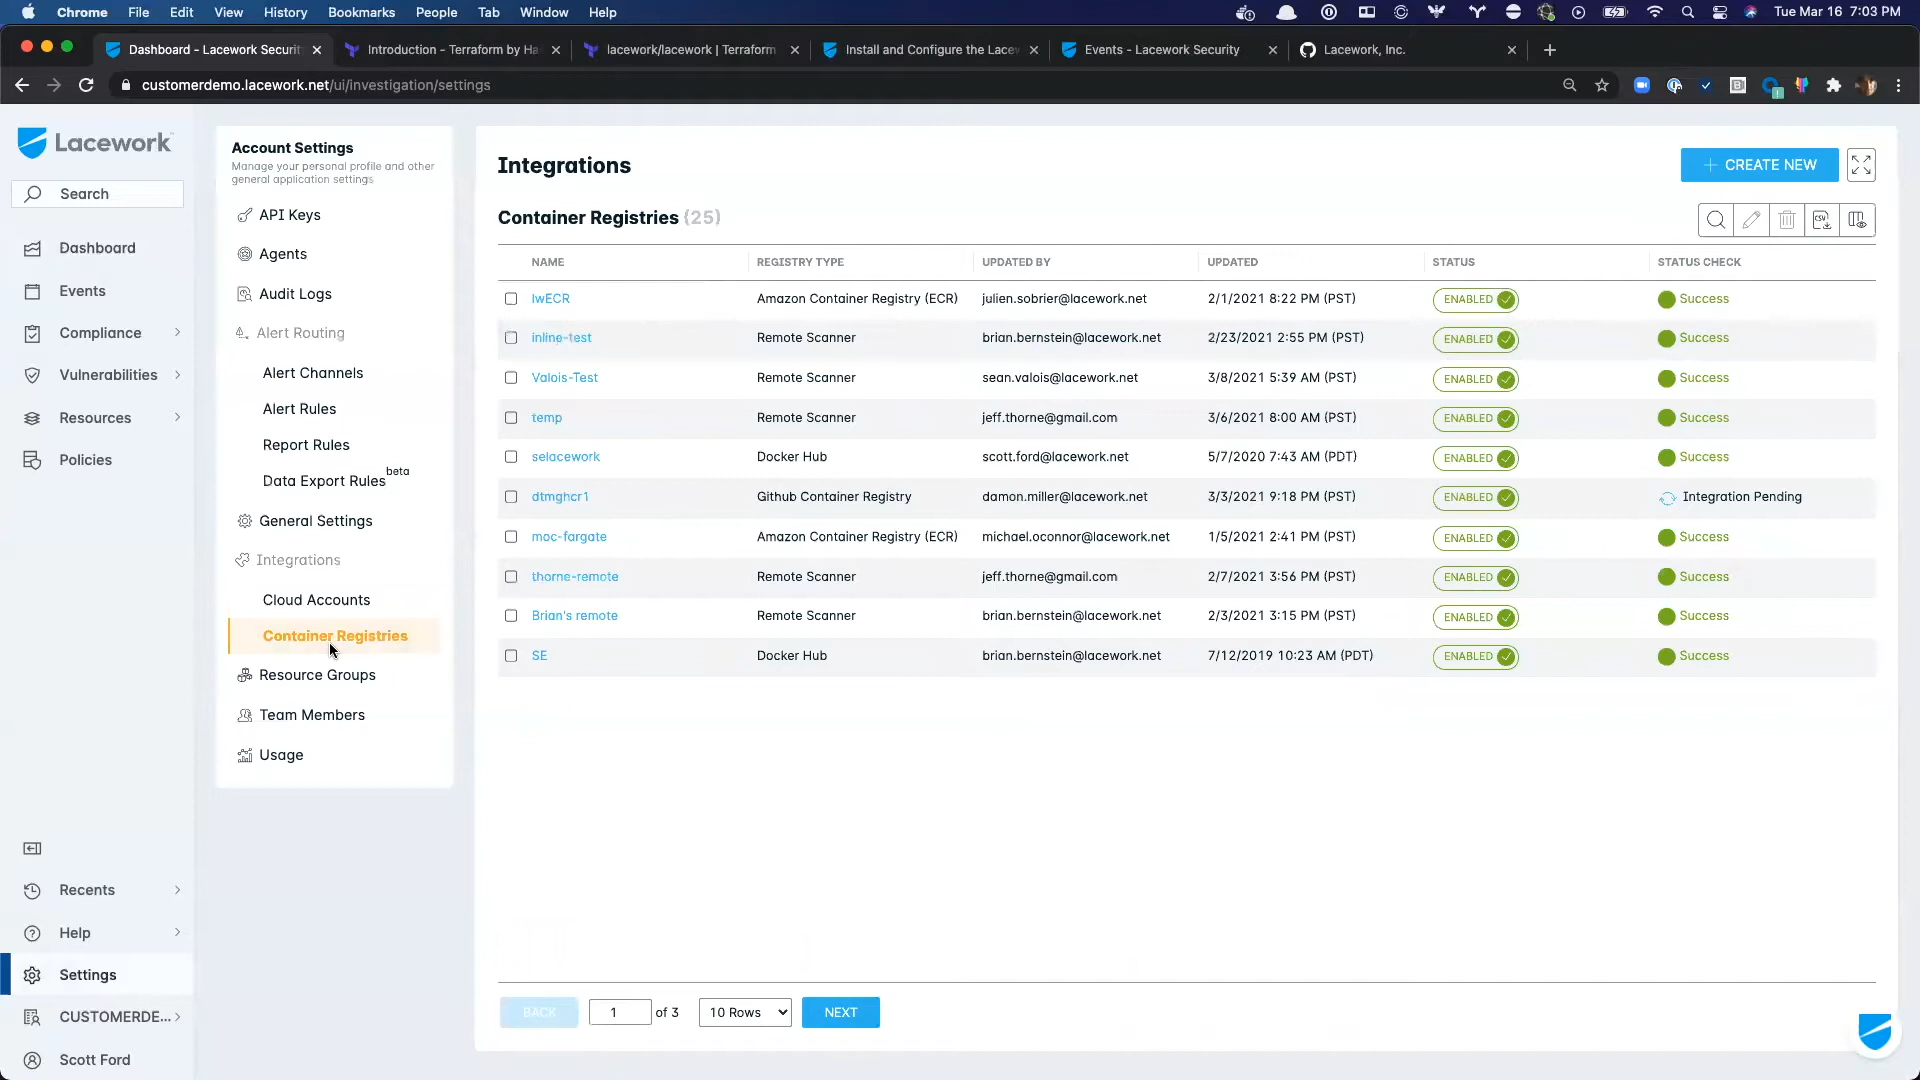 Chrome File Edit View History Bookmarks People Tab Window Help Tue Mar 16 7:03 PM
Dashboard - Lacework Securit Introduction - Terraform by Ha lacework/lacework | Terraform Install and Configure the Lacew Events - Lacework Security Lacework, Inc.
customerdemo.lacework.net/ui/investigation/settings
Lacework
Search
Dashboard
Events
Compliance
Vulnerabilities
Resources
Policies
Recents
Help
Settings
CUSTOMERDE...
Scott Ford
Account Settings
Manage your personal profile and other
general application settings
API Keys
Agents
Audit Logs
Alert Routing
Alert Channels
Alert Rules
Report Rules
Data Export Rules beta
General Settings
Integrations
Cloud Accounts
Container Registries
Resource Groups
Team Members
Usage
Integrations
+ CREATE NEW
Container Registries (25)
CSV
NAME REGISTRY TYPE UPDATED BY UPDATED STATUS STATUS CHECK
lwECR Amazon Container Registry (ECR) julien.sobrier@lacework.net 2/1/2021 8:22 PM (PST) ENABLED Success
inline-test Remote Scanner brian.bernstein@lacework.net 2/23/2021 2:55 PM (PST) ENABLED Success
Valois-Test Remote Scanner sean.valois@lacework.net 3/8/2021 5:39 AM (PST) ENABLED Success
temp Remote Scanner jeff.thorne@gmail.com 3/6/2021 8:00 AM (PST) ENABLED Success
selacework Docker Hub scott.ford@lacework.net 5/7/2020 7:43 AM (PDT) ENABLED Success
dtmghcr1 Github Container Registry damon.miller@lacework.net 3/3/2021 9:18 PM (PST) ENABLED Integration Pending
moc-fargate Amazon Container Registry (ECR) michael.oconnor@lacework.net 1/5/2021 2:41 PM (PST) ENABLED Success
thorne-remote Remote Scanner jeff.thorne@gmail.com 2/7/2021 3:56 PM (PST) ENABLED Success
Brian's remote Remote Scanner brian.bernstein@lacework.net 2/3/2021 3:15 PM (PST) ENABLED Success
SE Docker Hub brian.bernstein@lacework.net 7/12/2019 10:23 AM (PDT) ENABLED Success
BACK 1 of 3 10 Rows NEXT